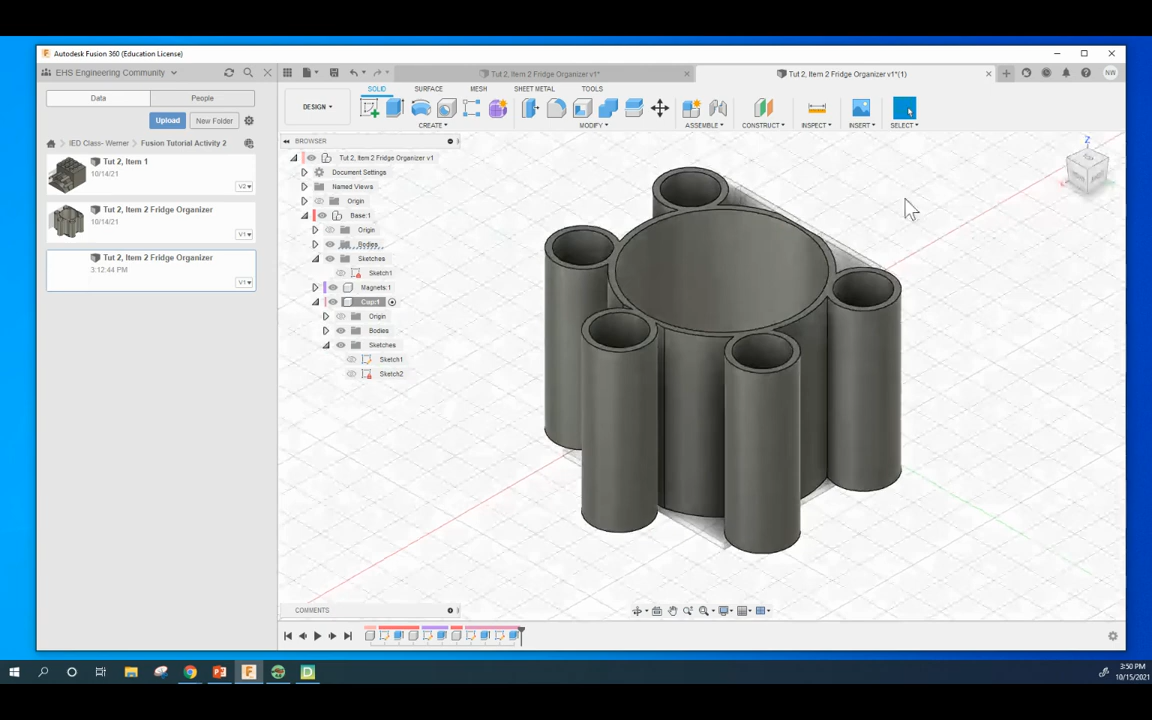 Autodesk Fusion 360 (Education License)
EHS Engineering Community
Tut 2, Item 2 Fridge Organizer v1*
Tut 2, Item 2 Fridge Organizer v1*(1)
NW
Data
People
SOLID
SURFACE
MESH
SHEET METAL
TOOLS
Upload
New Folder
DESIGN
CREATE
MODIFY
ASSEMBLE
CONSTRUCT
INSPECT
INSERT
SELECT
IED Class- Werner
Fusion Tutorial Activity 2
BROWSER
Tut 2, Item 1
10/14/21
V2
Tut 2, Item 2 Fridge Organizer
10/14/21
V1
Tut 2, Item 2 Fridge Organizer
3:12:44 PM
V1
Tut 2, Item 2 Fridge Organizer v1
Document Settings
Named Views
Origin
Base:1
Origin
Bodies
Sketches
Sketch1
Magnets:1
Cup:1
Origin
Bodies
Sketches
Sketch1
Sketch2
Z
COMMENTS
3:50 PM
10/15/2021